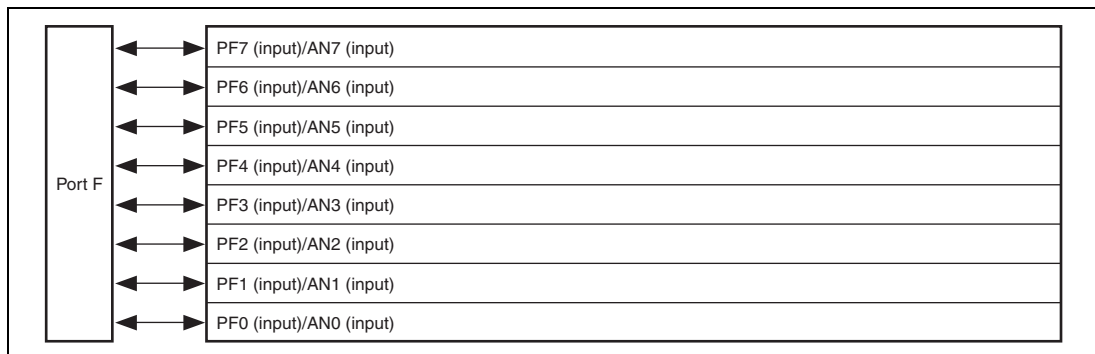 Port F
PF7 (input)/AN7 (input)
PF6 (input)/AN6 (input)
PF5 (input)/AN5 (input)
PF4 (input)/AN4 (input)
PF3 (input)/AN3 (input)
PF2 (input)/AN2 (input)
PF1 (input)/AN1 (input)
PF0 (input)/AN0 (input)